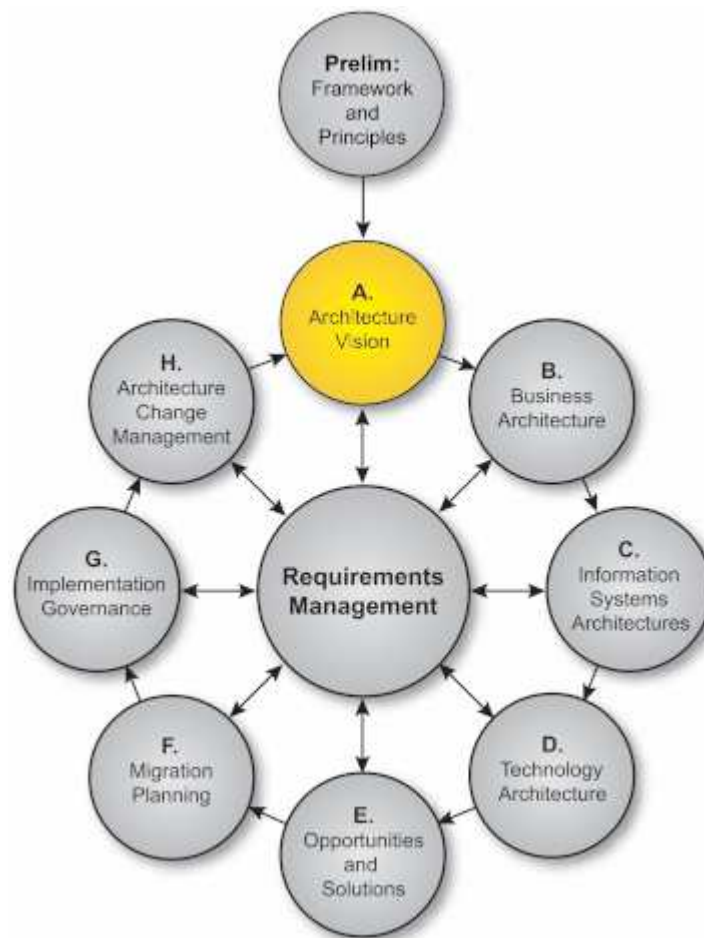 Prelim:
Framework
and
Principles
A.
Architecture
Vision
B.
Business
Architecture
C.
Information
Systems
Architectures
D.
Technology
Architecture
E.
Opportunities
and
Solutions
F.
Migration
Planning
G.
Implementation
Governance
H.
Architecture
Change
Management
Requirements
Management